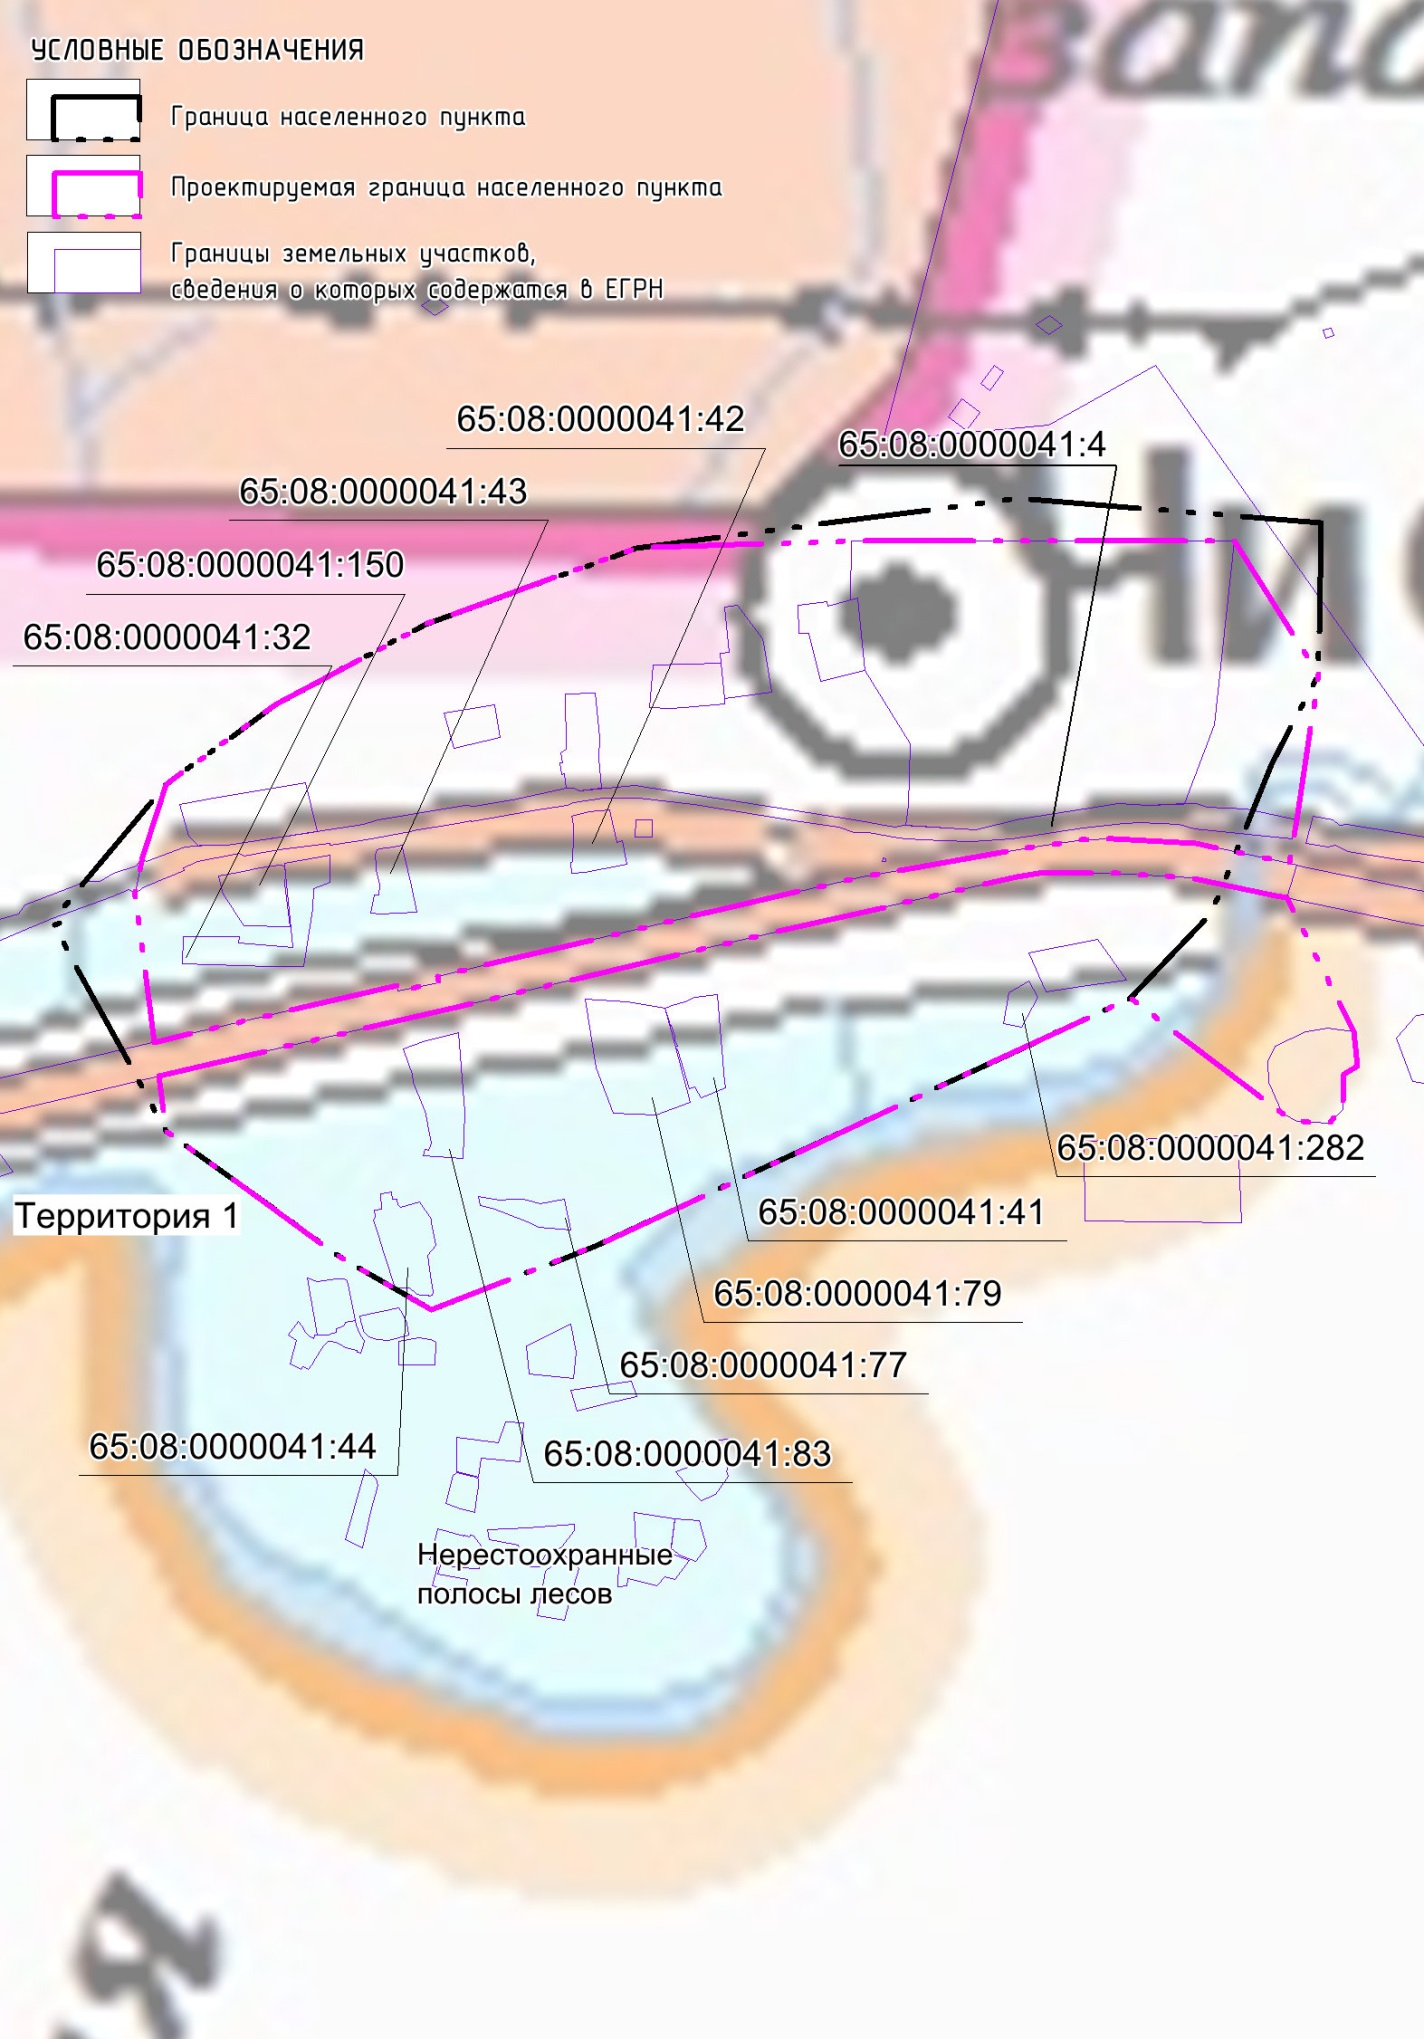 УСЛОВНЫЕ ОБОЗНАЧЕНИЯ
Граница населенного пункта
Проектируемая граница населенного пункта
Границы земельных участков,
сведения о которых содержатся в ЕГРН
65:08:0000041:42
65:08:0000041:4
65:08:0000041:43
65:08:0000041:150
65:08:0000041:32
65:08:0000041:282
Территория 1
65:08:0000041:41
65:08:0000041:79
65:08:0000041:77
65:08:0000041:44
65:08:0000041:83
Нерестоохранные
полосы лесов